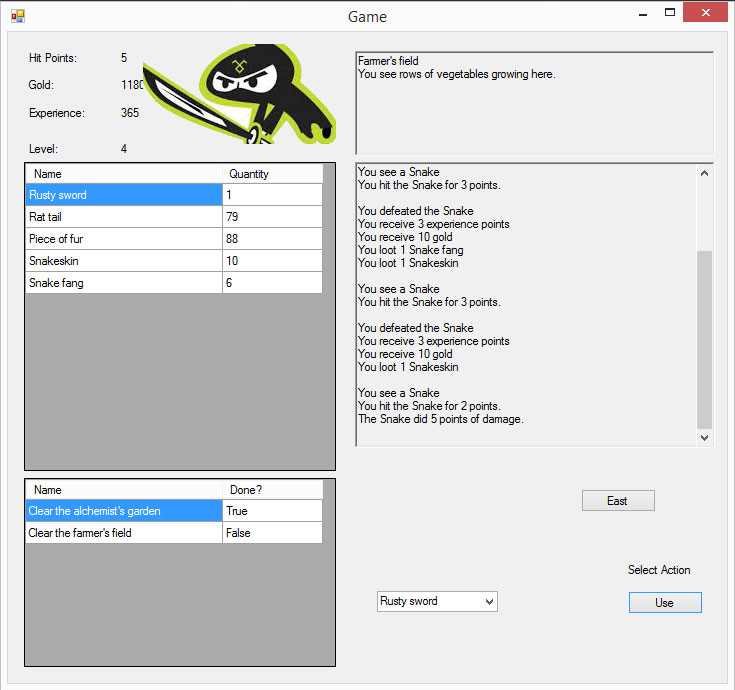 Game
Hit Points: 5
Gold: 1180
Experience: 365
Level: 4
Farmer's field
You see rows of vegetables growing here.
Name Quantity
Rusty sword 1
Rat tail 79
Piece of fur 88
Snakeskin 10
Snake fang 6
You see a Snake
You hit the Snake for 3 points.
You defeated the Snake
You receive 3 experience points
You receive 10 gold
You loot 1 Snake fang
You loot 1 Snakeskin
You see a Snake
You hit the Snake for 3 points.
You defeated the Snake
You receive 3 experience points
You receive 10 gold
You loot 1 Snakeskin
You see a Snake
You hit the Snake for 2 points.
The Snake did 5 points of damage.
Name Done?
Clear the alchemist's garden True
Clear the farmer's field False
East
Select Action
Rusty sword
Use